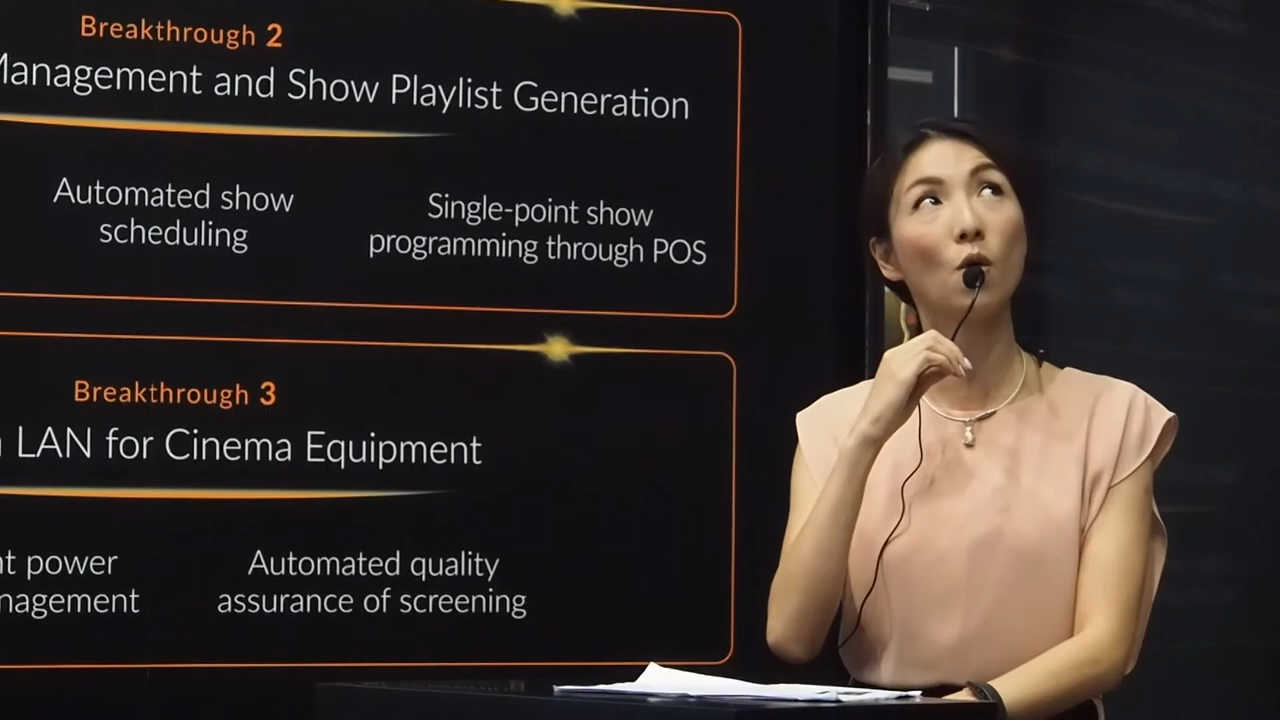 Breakthrough 2
Management and Show Playlist Generation
Automated show
scheduling
Single-point show
programming through POS
Breakthrough 3
LAN for Cinema Equipment
power
Automated quality
assurance of screening